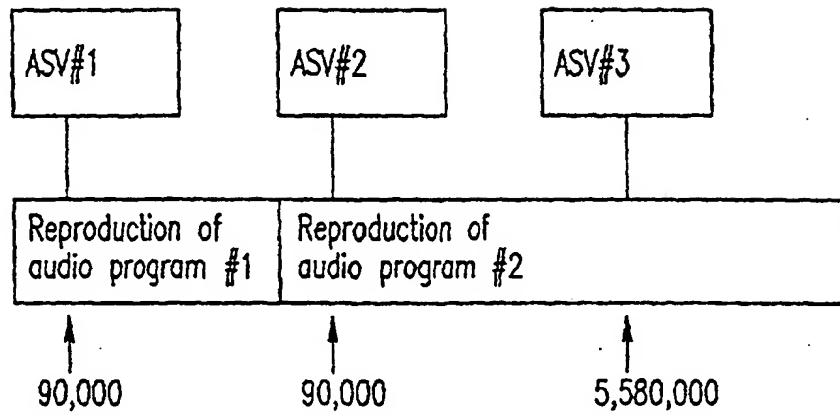 ASV#1
ASV#2
ASV#3
Reproduction of
audio program #1
Reproduction of
audio program #2
90,000
90,000
5,580,000